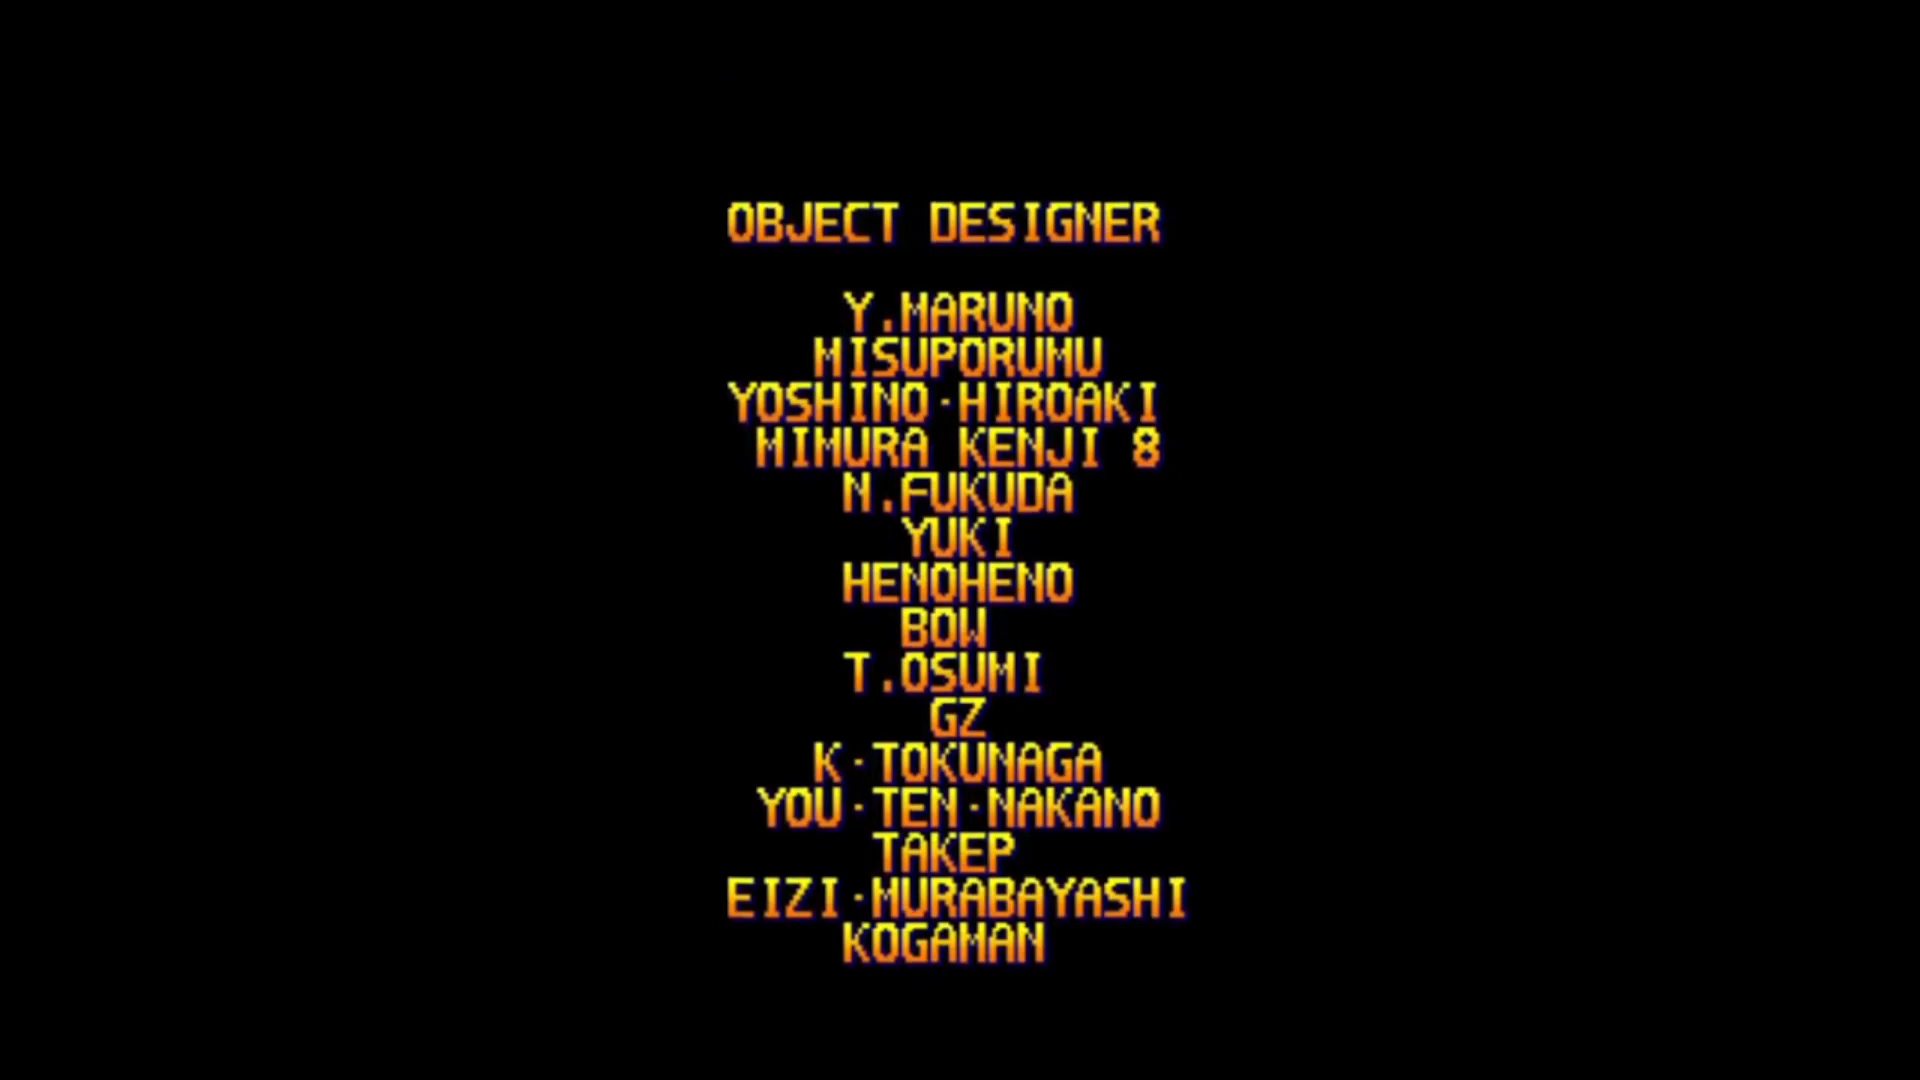 OBJECT DESIGNER
Y.MARUNO
MISUPORUMU
YOSHINO·HIROAKI
MIMURA KENJI 8
N.FUKUDA
YUKI
HENOHENO
BOW
T.OSUMI
GZ
K·TOKUNAGA
YOU·TEN·NAKANO
TAKEP
EIZI·MURABAYASHI
KOGAMAN